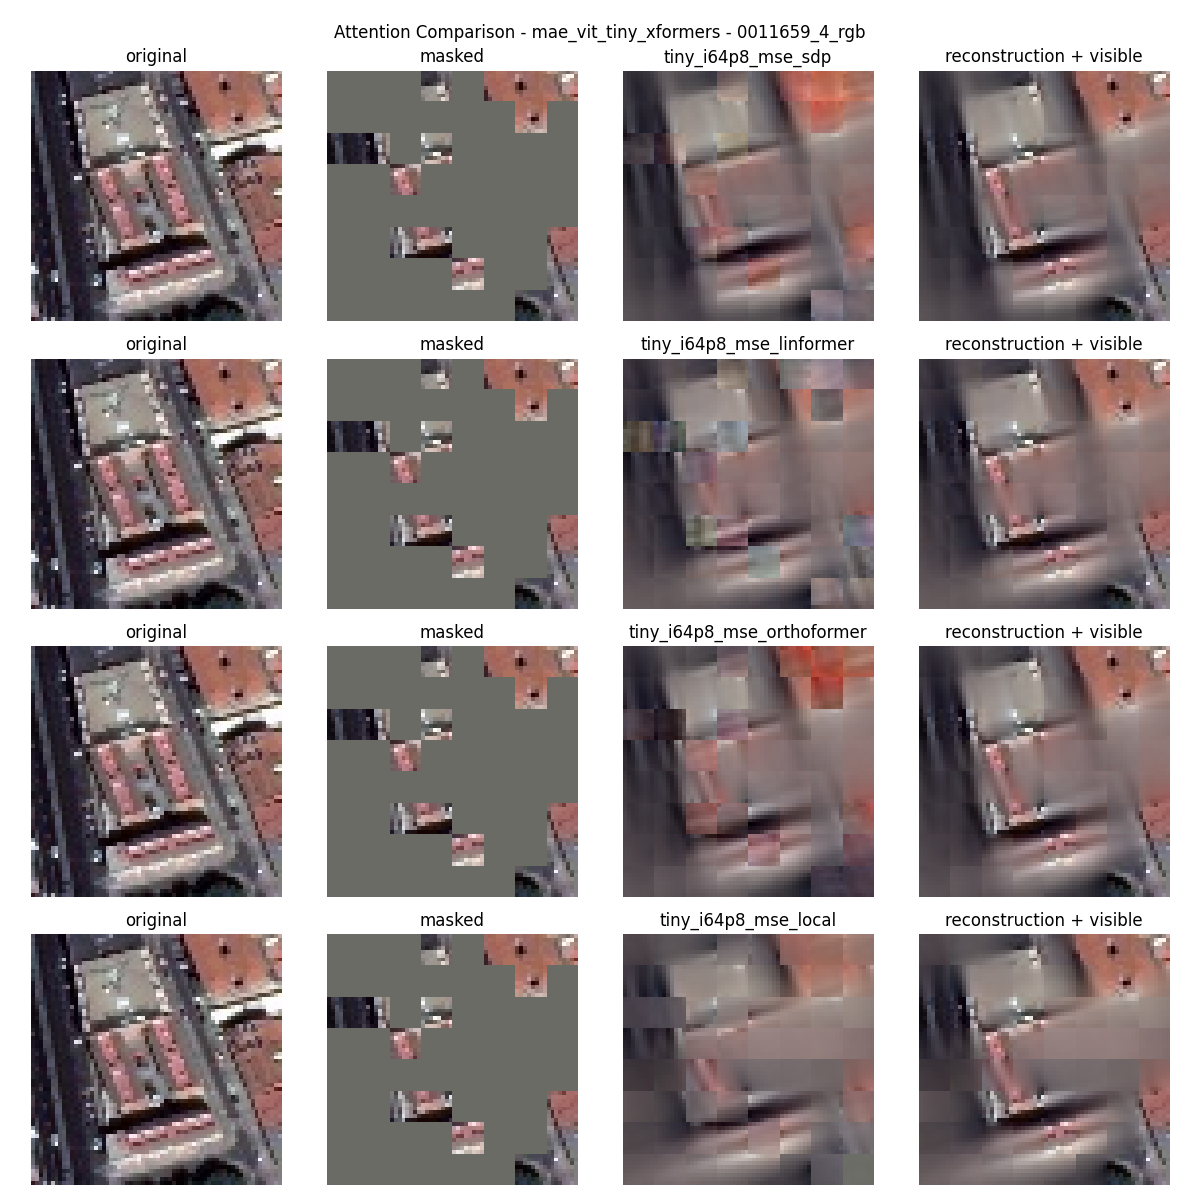 Attention Comparison - mae_vit_tiny_xformers - 0011659_4_rgb
original masked tiny_i64p8_mse_sdp reconstruction + visible
original masked tiny_i64p8_mse_linformer reconstruction + visible
original masked tiny_i64p8_mse_orthoformer reconstruction + visible
original masked tiny_i64p8_mse_local reconstruction + visible